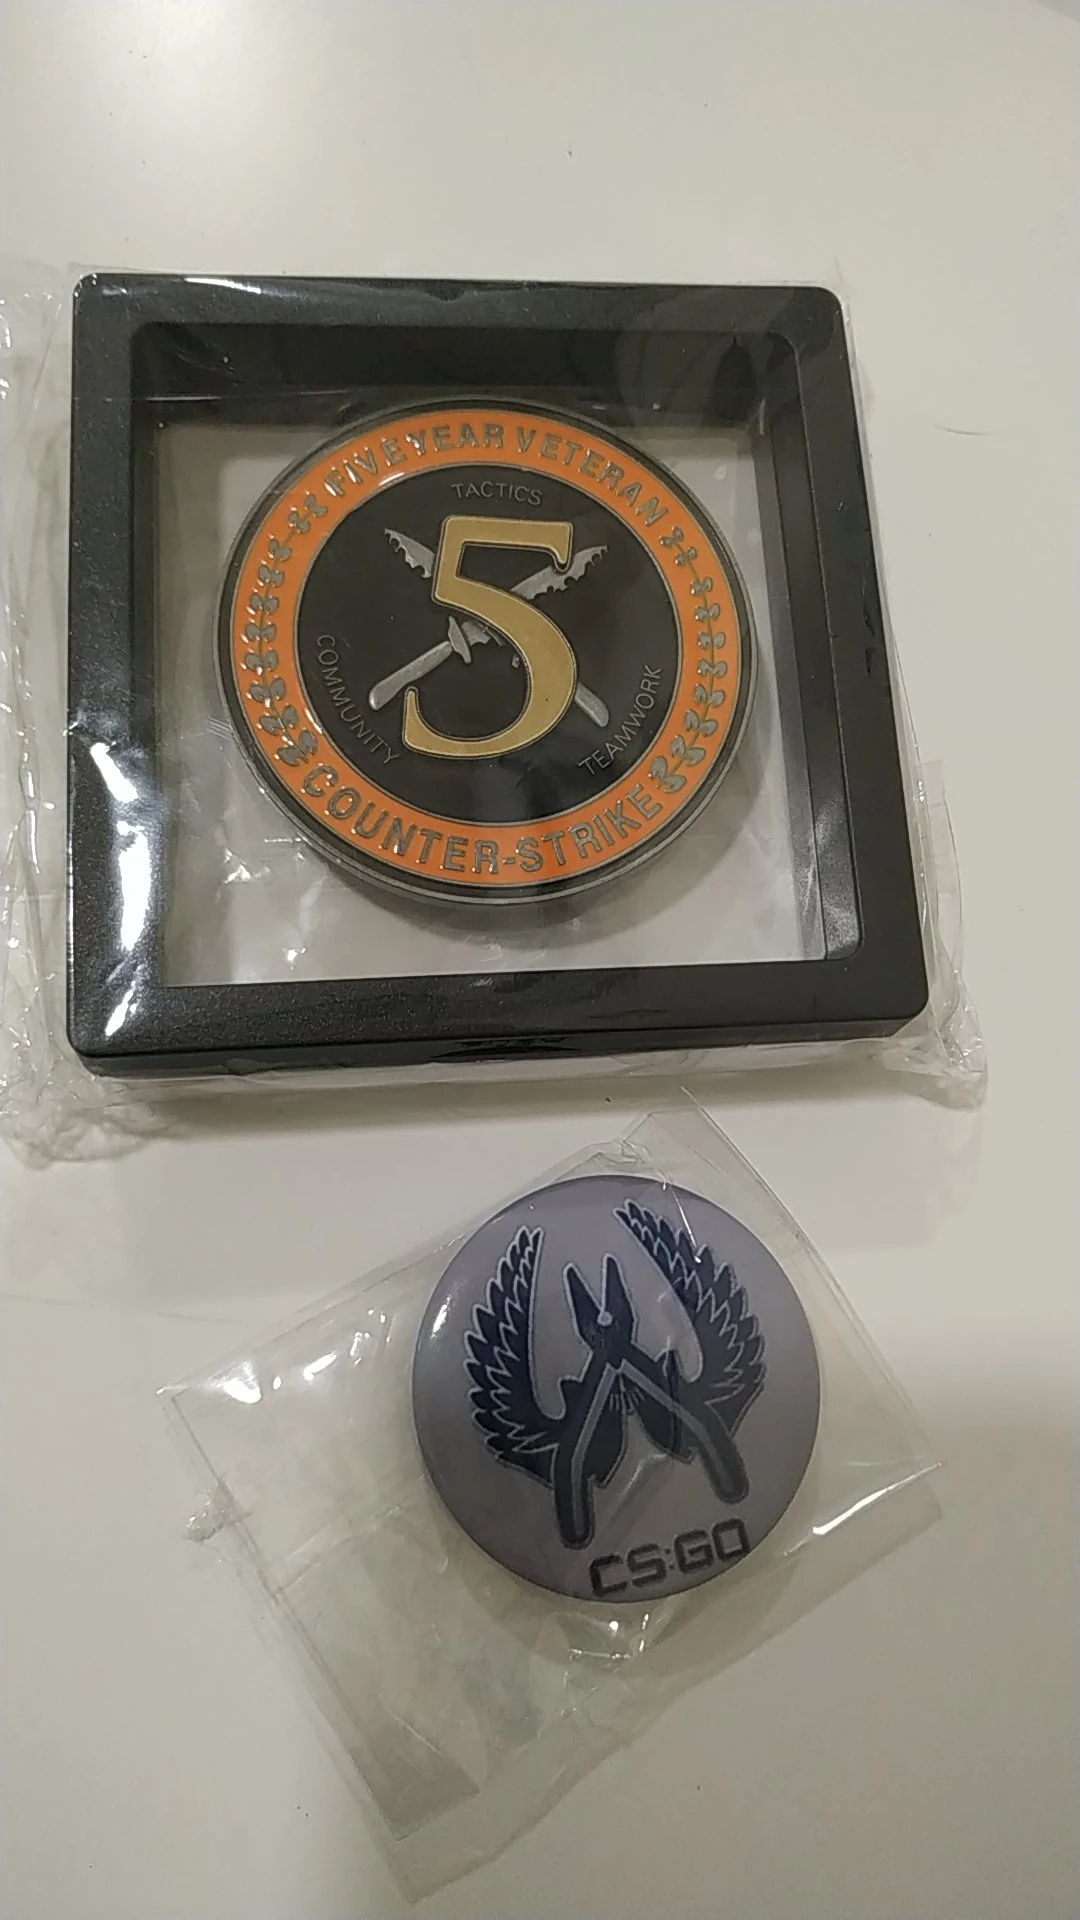 FIVE YEAR VETERAN
TACTICS
5
COMMUNITY
TEAMWORK
COUNTER-STRIKE
CS:GO